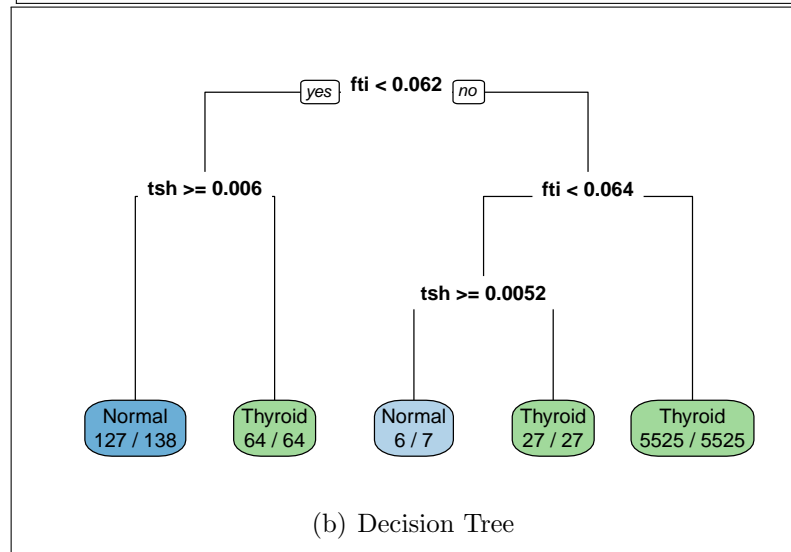 yes fti < 0.062 no
tsh >= 0.006 fti < 0.064
tsh >= 0.0052
Normal Thyroid Normal Thyroid Thyroid
127 / 138 64 / 64 6 / 7 27 / 27 5525 / 5525
(b) Decision Tree